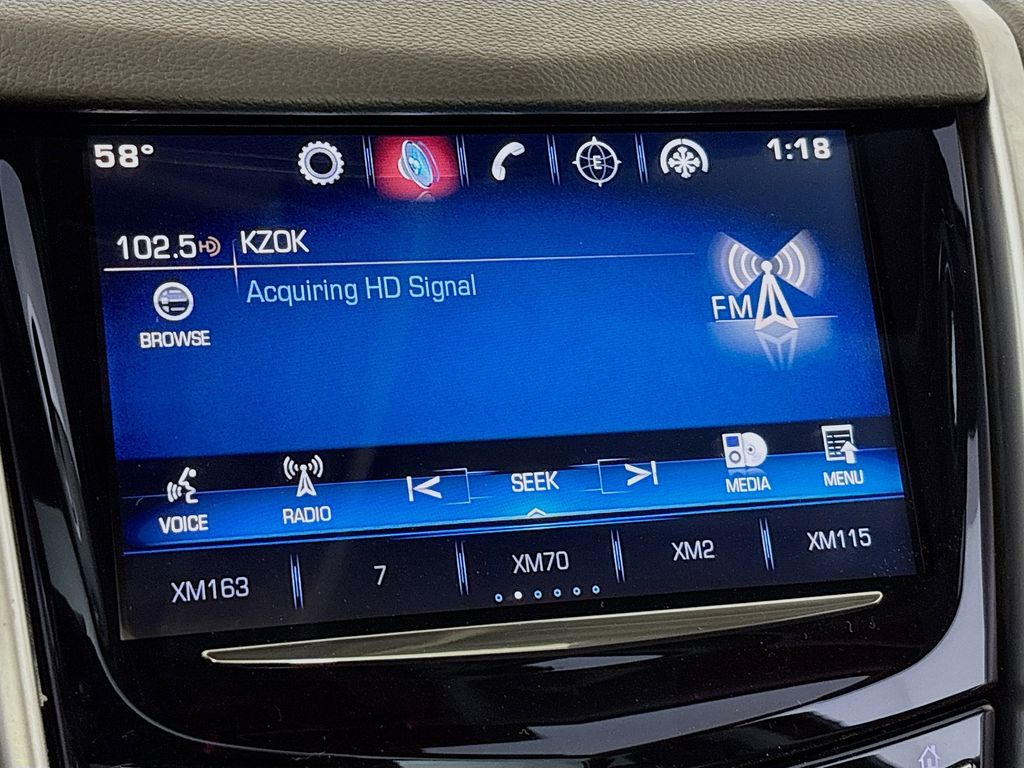 58° 1:18
E
102.5 HD KZOK
Acquiring HD Signal
FM
BROWSE
VOICE RADIO SEEK MEDIA MENU
XM163 7 XM70 XM2 XM115